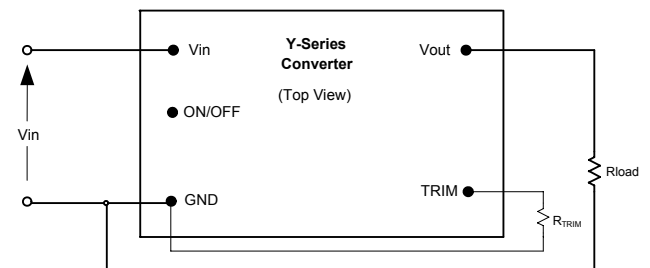 Y-Series
Converter
(Top View)
Vin
Vout
ON/OFF
Vin
GND
TRIM
Rload
RTRIM